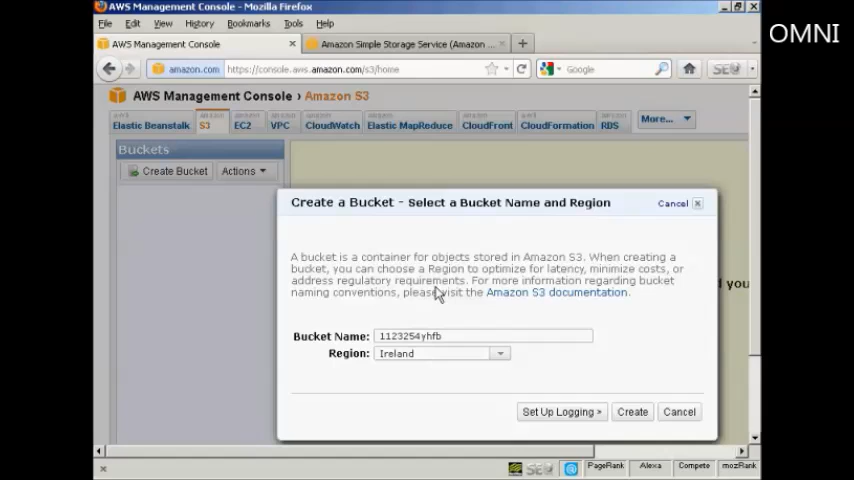 AWS Management Console - Mozilla Firefox
OMNI
File Edit View History Bookmarks Tools Help
AWS Management Console
Amazon Simple Storage Service (Amazon ...
amazon.com https://console.aws.amazon.com/s3/home
Google
AWS Management Console › Amazon S3
Elastic Beanstalk S3 EC2 VPC CloudWatch Elastic MapReduce CloudFront CloudFormation RDS More...
Buckets
Create Bucket Actions
Create a Bucket - Select a Bucket Name and Region Cancel
A bucket is a container for objects stored in Amazon S3. When creating a
bucket, you can choose a Region to optimize for latency, minimize costs, or
address regulatory requirements. For more information regarding bucket
naming conventions, please visit the Amazon S3 documentation.
d you
Bucket Name: 1123254yhfb
Region: Ireland
Set Up Logging > Create Cancel
PageRank Alexa Compete mozRank